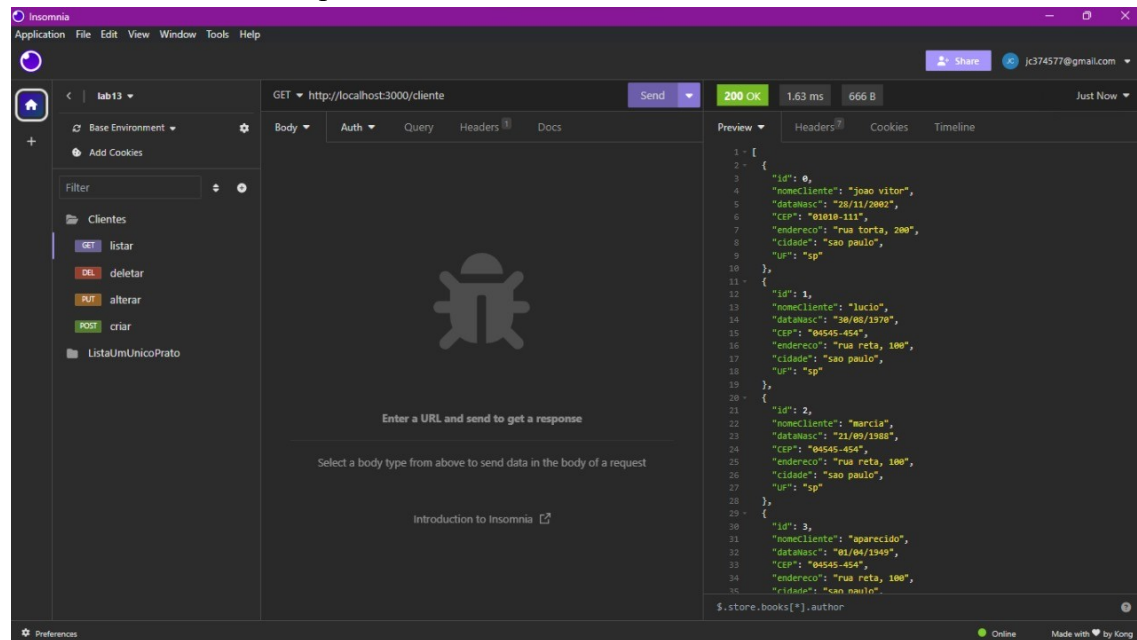 Insomnia
Application File Edit View Window Tools Help
Share
JC
jc374577@gmail.com
lab13
Base Environment
Add Cookies
Filter
Clientes
GET listar
DEL deletar
PUT alterar
POST criar
ListaUmUnicoPrato
GET http://localhost:3000/cliente Send
Body Auth Query Headers 1 Docs
Enter a URL and send to get a response
Select a body type from above to send data in the body of a request
Introduction to Insomnia
200 OK 1.63 ms 666 B Just Now
Preview Headers 7 Cookies Timeline
1 [
2 {
3 "id": 0,
4 "nomeCliente": "joao vitor",
5 "dataNasc": "28/11/2002",
6 "CEP": "01010-111",
7 "endereco": "rua torta, 200",
8 "cidade": "sao paulo",
9 "UF": "sp"
10 },
11 {
12 "id": 1,
13 "nomeCliente": "lucio",
14 "dataNasc": "30/08/1970",
15 "CEP": "04545-454",
16 "endereco": "rua reta, 100",
17 "cidade": "sao paulo",
18 "UF": "sp"
19 },
20 {
21 "id": 2,
22 "nomeCliente": "marcia",
23 "dataNasc": "21/09/1988",
24 "CEP": "04545-454",
25 "endereco": "rua reta, 100",
26 "cidade": "sao paulo",
27 "UF": "sp"
28 },
29 {
30 "id": 3,
31 "nomeCliente": "aparecido",
32 "dataNasc": "01/04/1949",
33 "CEP": "04545-454",
34 "endereco": "rua reta, 100",
35 "cidade": "sao paulo",
$.store.books[*].author
Preferences
Online Made with ♥ by Kong